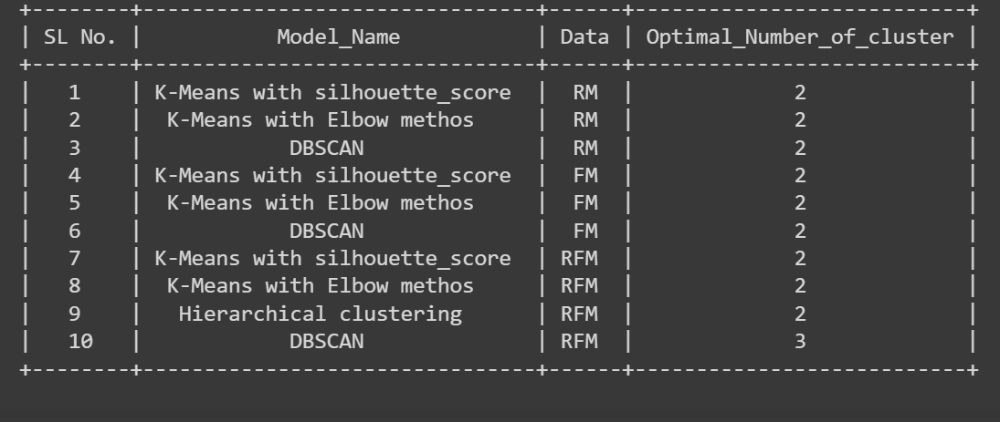 +--------+--------------------------------+------+---------------------------+
| SL No. |           Model_Name           | Data | Optimal_Number_of_cluster |
+--------+--------------------------------+------+---------------------------+
|   1    | K-Means with silhouette_score  |  RM  |             2             |
|   2    |  K-Means with Elbow methos     |  RM  |             2             |
|   3    |            DBSCAN              |  RM  |             2             |
|   4    | K-Means with silhouette_score  |  FM  |             2             |
|   5    |  K-Means with Elbow methos     |  FM  |             2             |
|   6    |            DBSCAN              |  FM  |             2             |
|   7    | K-Means with silhouette_score  | RFM  |             2             |
|   8    |  K-Means with Elbow methos     | RFM  |             2             |
|   9    |   Hierarchical clustering      | RFM  |             2             |
|   10   |            DBSCAN              | RFM  |             3             |
+--------+--------------------------------+------+---------------------------+